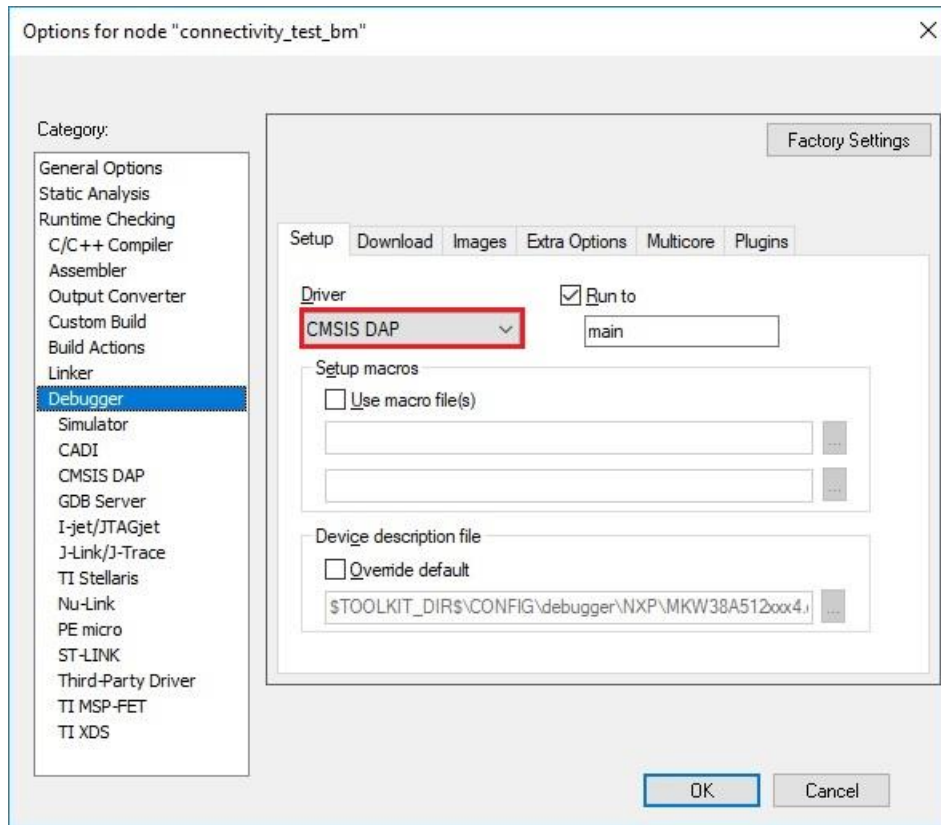 Options for node "connectivity_test_bm"
Category:
Factory Settings
General Options
Static Analysis
Runtime Checking
C/C++ Compiler
Assembler
Output Converter
Custom Build
Build Actions
Linker
Debugger
Simulator
CADI
CMSIS DAP
GDB Server
I-jet/JTAGjet
J-Link/J-Trace
TI Stellaris
Nu-Link
PE micro
ST-LINK
Third-Party Driver
TI MSP-FET
TI XDS
Setup Download Images Extra Options Multicore Plugins
Driver Run to
CMSIS DAP main
Setup macros
Use macro file(s)
...
...
Device description file
Override default
$TOOLKIT_DIR$\CONFIG\debugger\NXP\MKW38A512xxx4. ...
OK Cancel